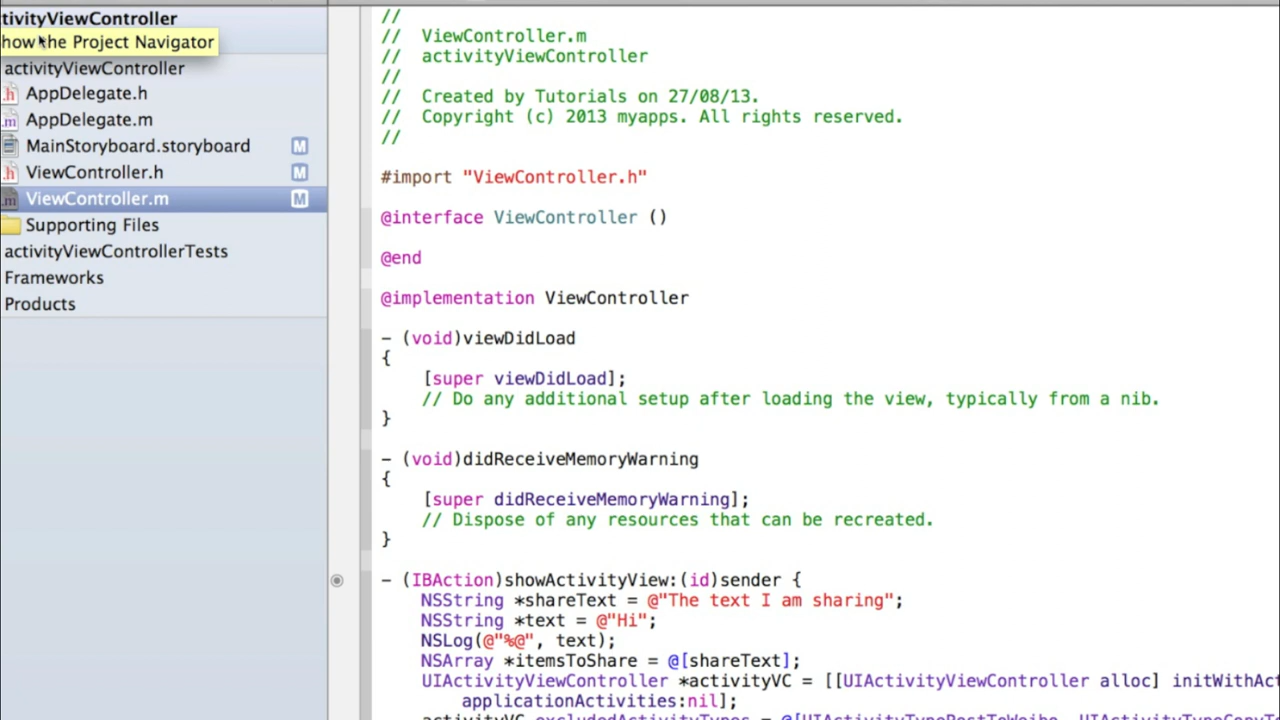 tivityViewController
how the Project Navigator
activityViewController
AppDelegate.h
AppDelegate.m
MainStoryboard.storyboard M
ViewController.h M
ViewController.m M
Supporting Files
activityViewControllerTests
Frameworks
Products
//
// ViewController.m
// activityViewController
//
// Created by Tutorials on 27/08/13.
// Copyright (c) 2013 myapps. All rights reserved.
//
#import "ViewController.h"
@interface ViewController ()
@end
@implementation ViewController
- (void)viewDidLoad
{
[super viewDidLoad];
// Do any additional setup after loading the view, typically from a nib.
}
- (void)didReceiveMemoryWarning
{
[super didReceiveMemoryWarning];
// Dispose of any resources that can be recreated.
}
- (IBAction)showActivityView:(id)sender {
NSString *shareText = @"The text I am sharing";
NSString *text = @"Hi";
NSLog(@"%@", text);
NSArray *itemsToShare = @[shareText];
UIActivityViewController *activityVC = [[UIActivityViewController alloc] initWithAct
applicationActivities:nil];
activityVC.excludedActivityTypes = @[UIActivityTypePostToWeibo, UIActivityTypeCopyT